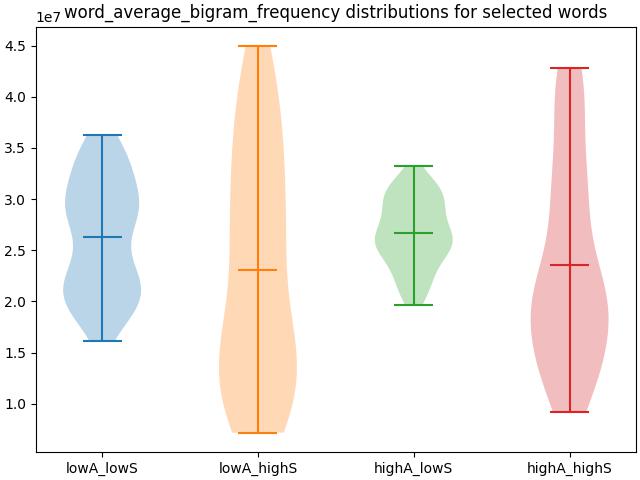 1e7
word_average_bigram_frequency distributions for selected words
4.5
4.0
3.5
3.0
2.5
2.0
1.5
1.0
lowA_lowS
lowA_highS
highA_lowS
highA_highS